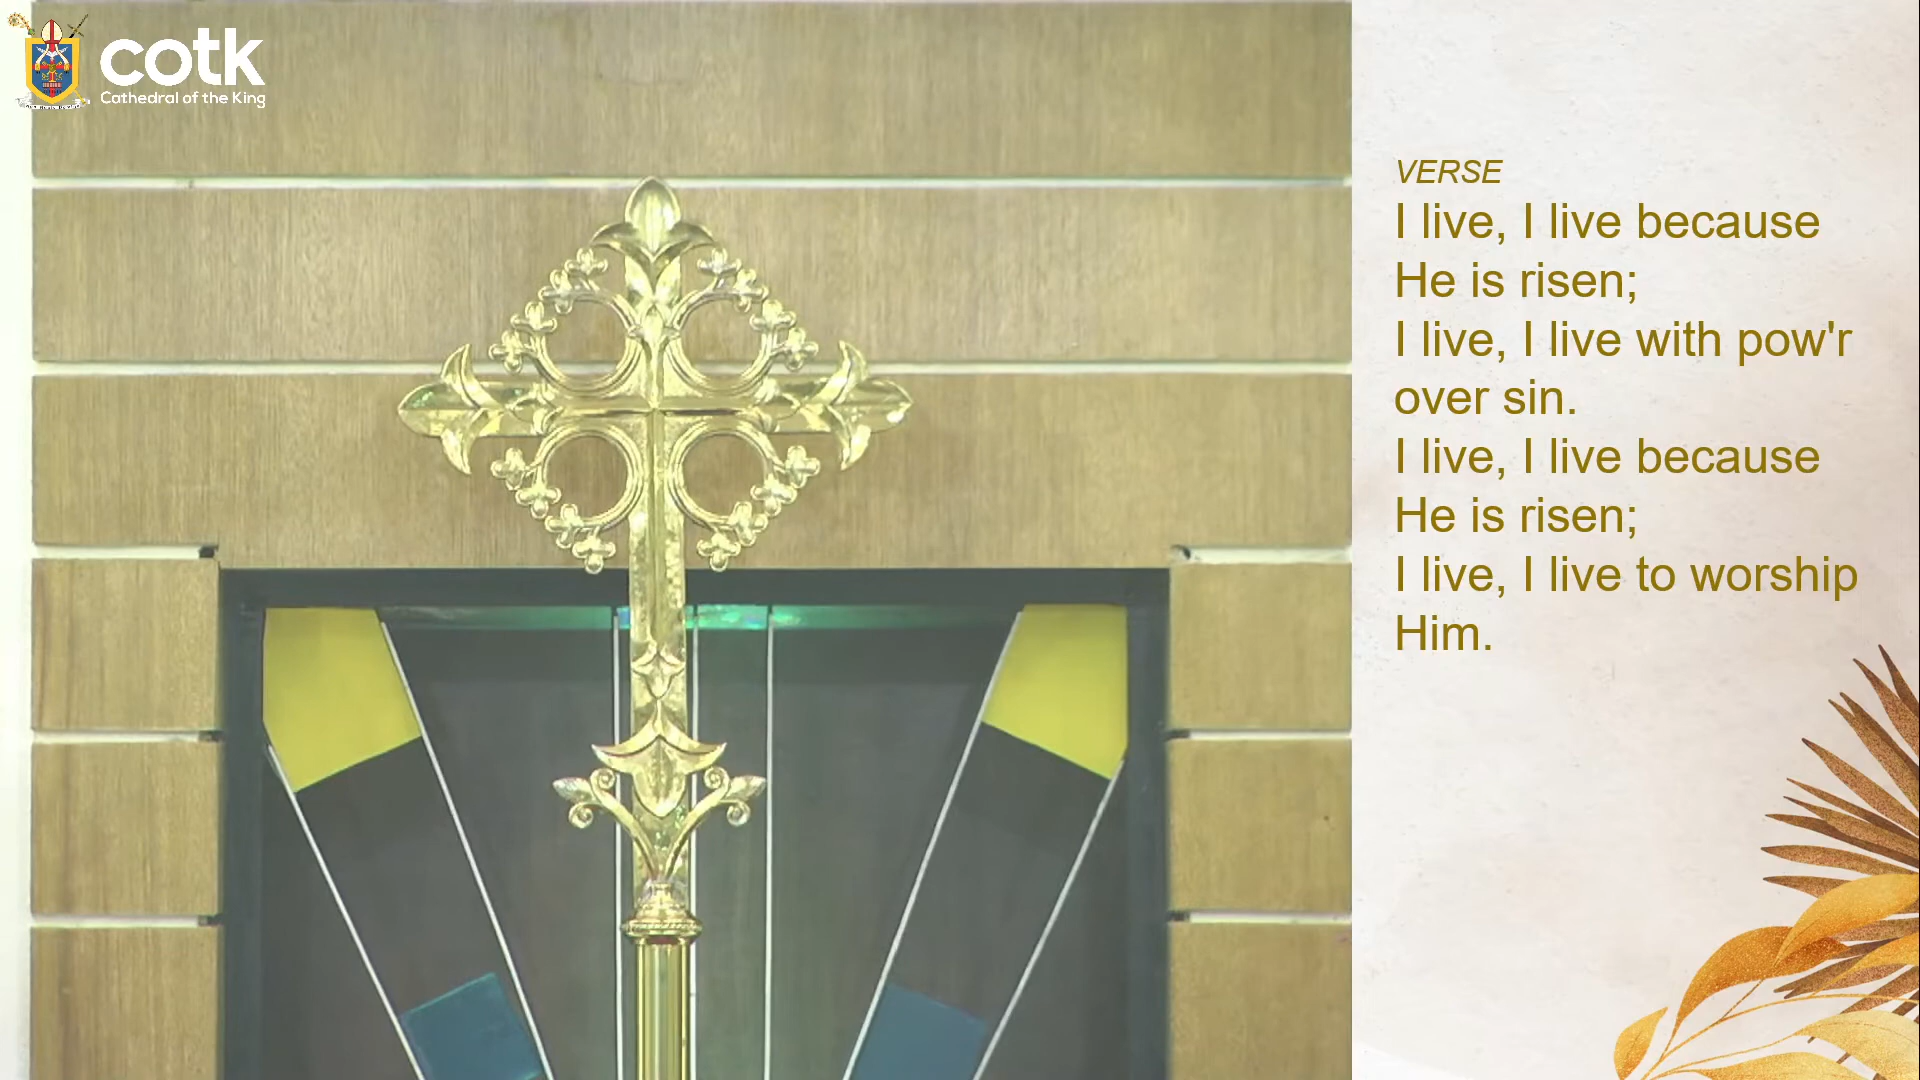 cotk
Cathedral of the King
VERSE
I live, I live because
He is risen;
I live, I live with pow'r
over sin.
I live, I live because
He is risen;
I live, I live to worship
Him.